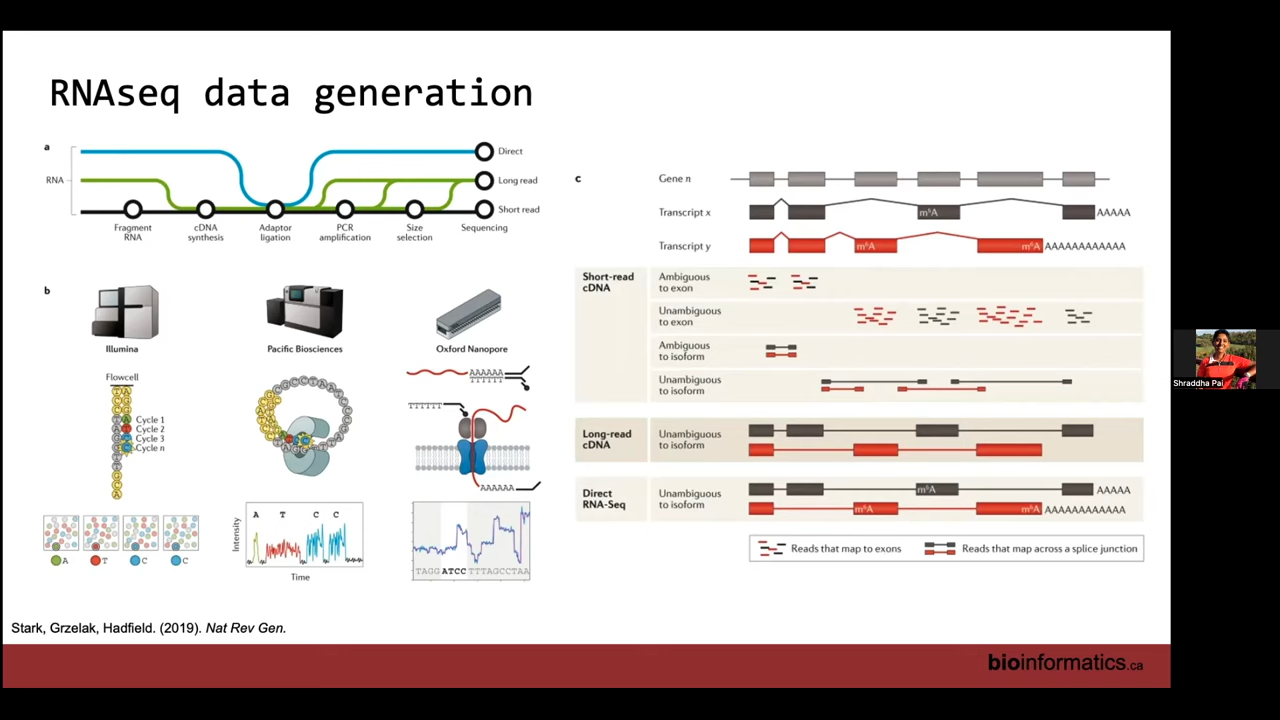 RNAseq data generation
a
RNA
Direct
Long read
Short read
Fragment
RNA
cDNA
synthesis
Adaptor
ligation
PCR
amplification
Size
selection
Sequencing
b
Illumina
Pacific Biosciences
Oxford Nanopore
Flowcell
Cycle 1
Cycle 2
Cycle 3
Cycle n
AAAAAA
AAAAAA
A
T
C
C
Intensity
A T C C
Time
TAGGATCCTTTAGCCTAA
c
Gene n
Transcript x
m⁶A
AAAAA
Transcript y
m⁶A
m⁶A
AAAAAAAAAAAA
Short-read
cDNA
Ambiguous
to exon
Unambiguous
to exon
Ambiguous
to isoform
Unambiguous
to isoform
Long-read
cDNA
Unambiguous
to isoform
Direct
RNA-Seq
Unambiguous
to isoform
m⁶A
AAAAA
m⁶A
m⁶A
AAAAAAAAAAAA
Reads that map to exons
Reads that map across a splice junction
Stark, Grzelak, Hadfield. (2019). Nat Rev Gen.
bioinformatics.ca
Shraddha Pai